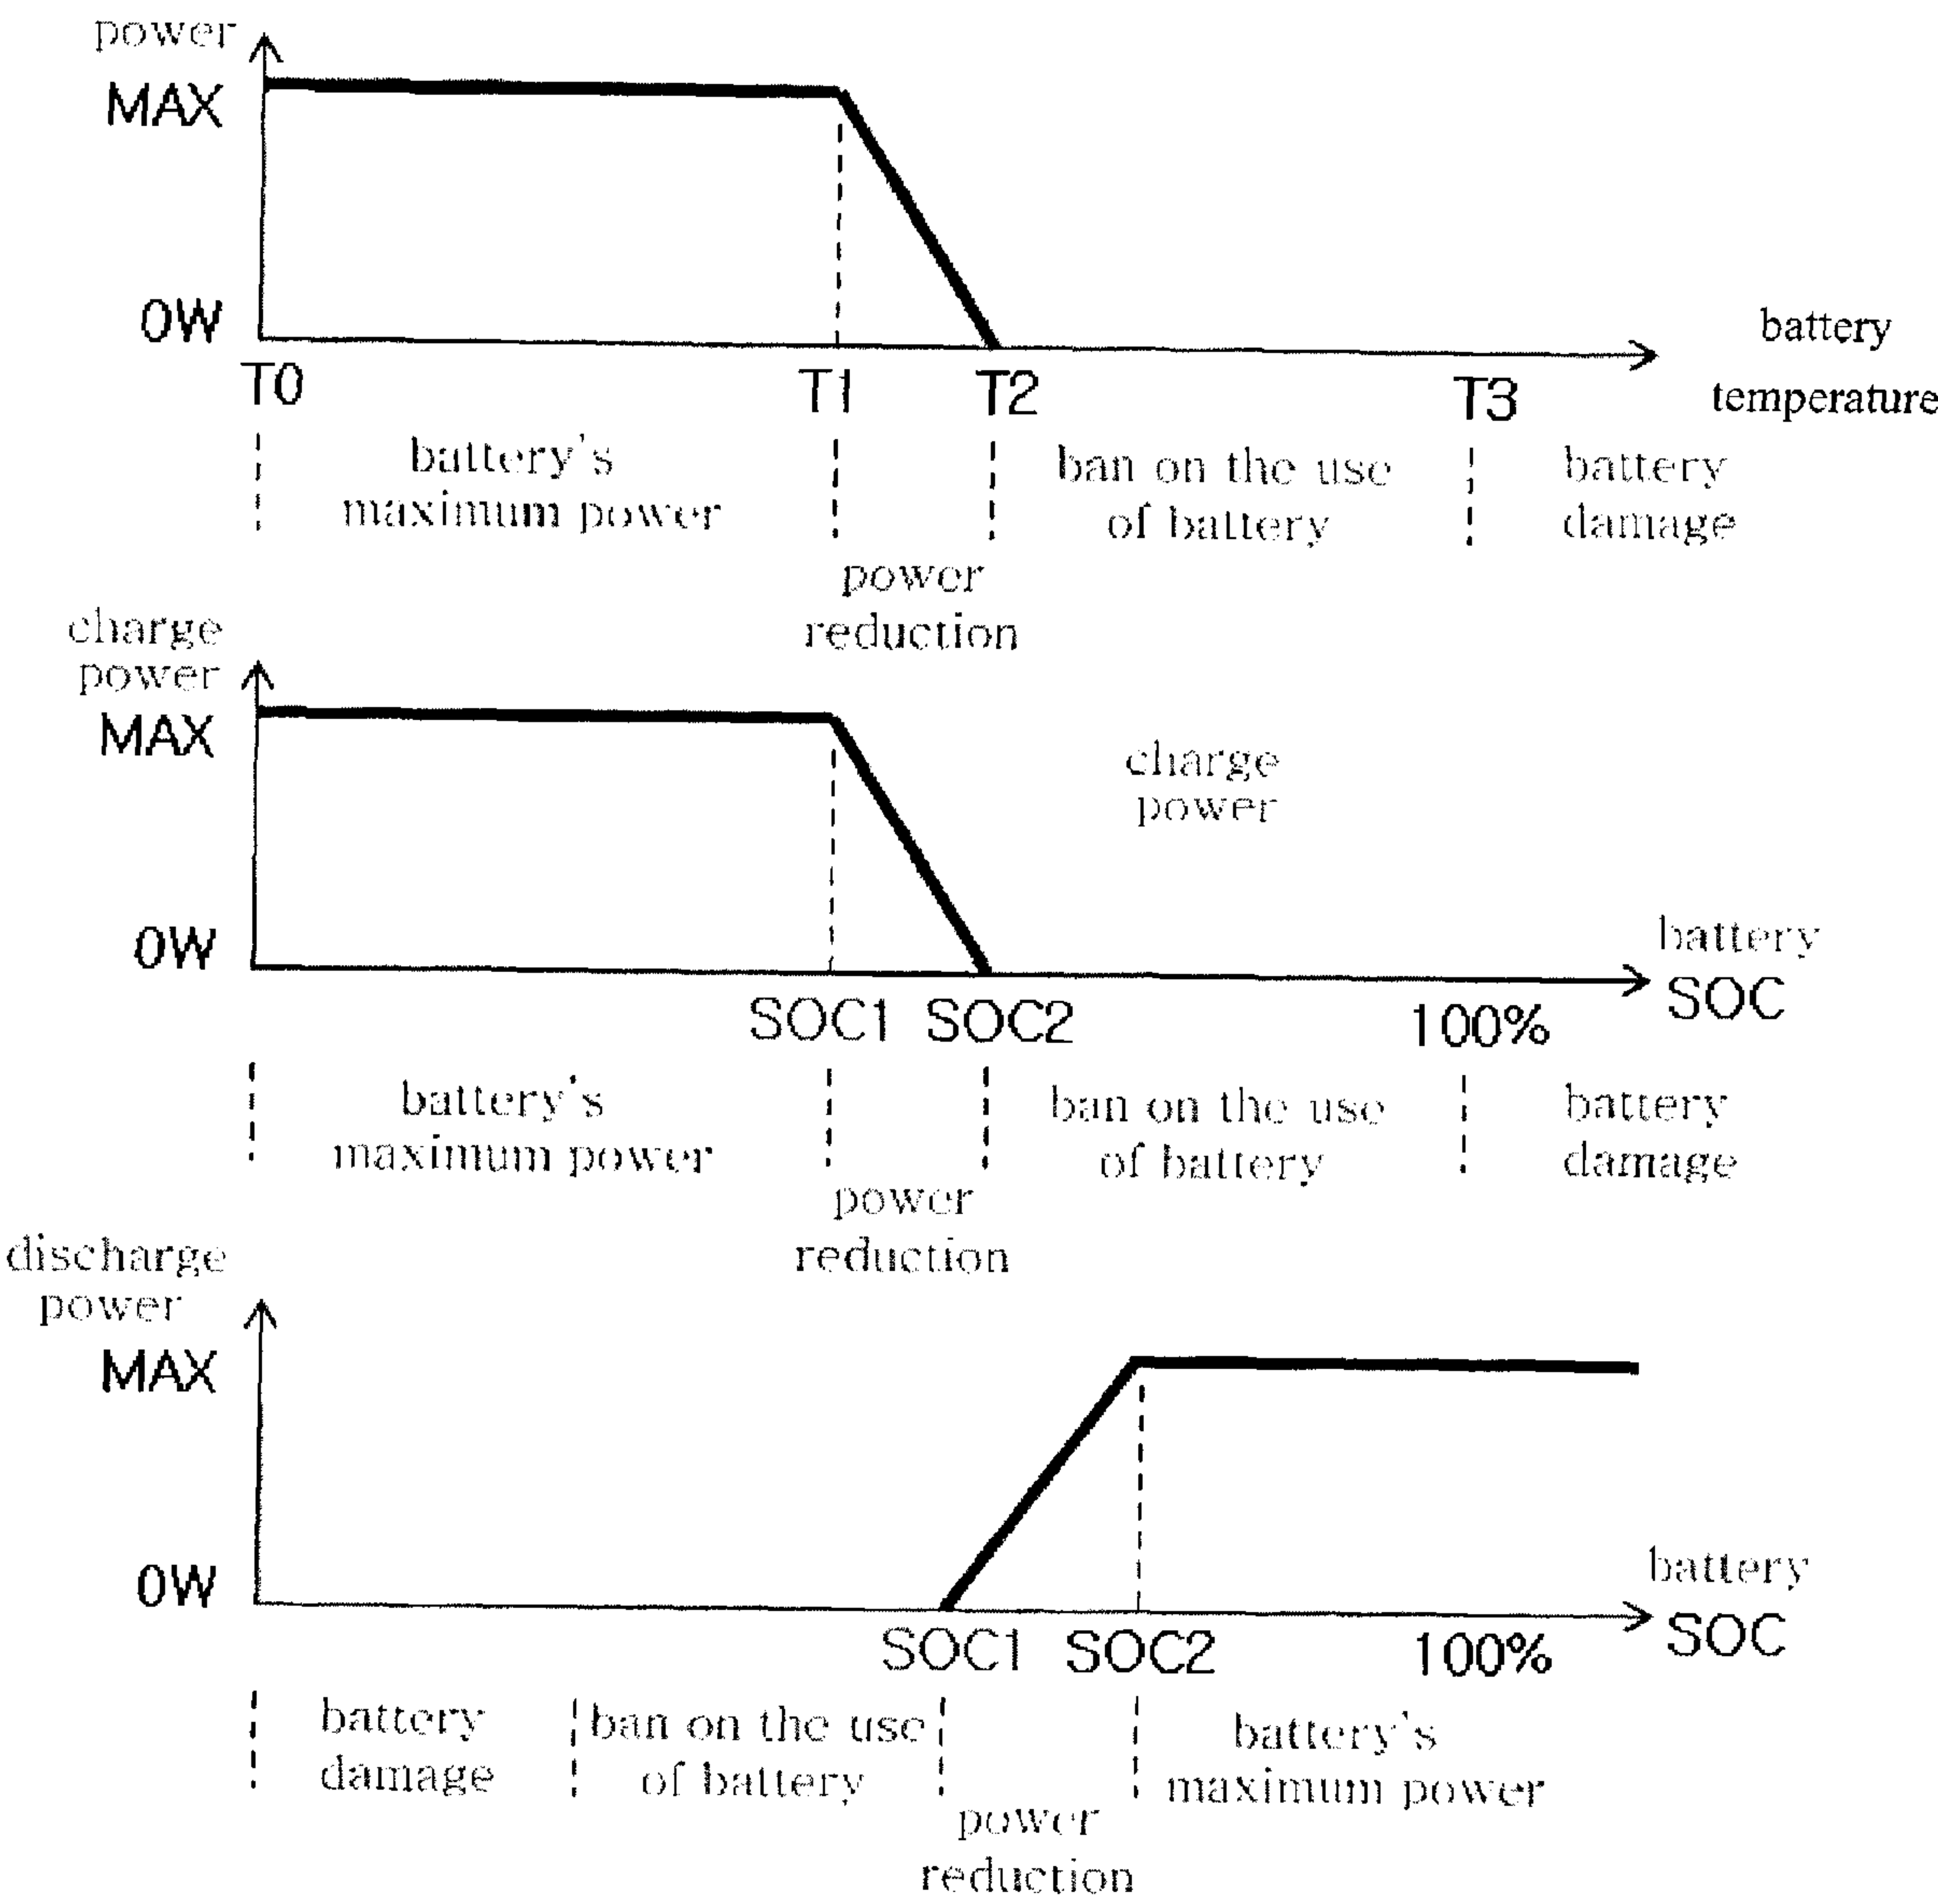 power
MAX
0W
T0 T1 T2 T3
battery
temperature
battery's
maximum power
power
reduction
ban on the use
of battery
battery
damage
charge
power
MAX
charge
power
0W
battery
SOC
SOC1 SOC2 100%
battery's
maximum power
power
reduction
ban on the use
of battery
battery
damage
discharge
power
MAX
0W
battery
SOC
SOC1 SOC2 100%
battery
damage
ban on the use
of battery
power
reduction
battery's
maximum power